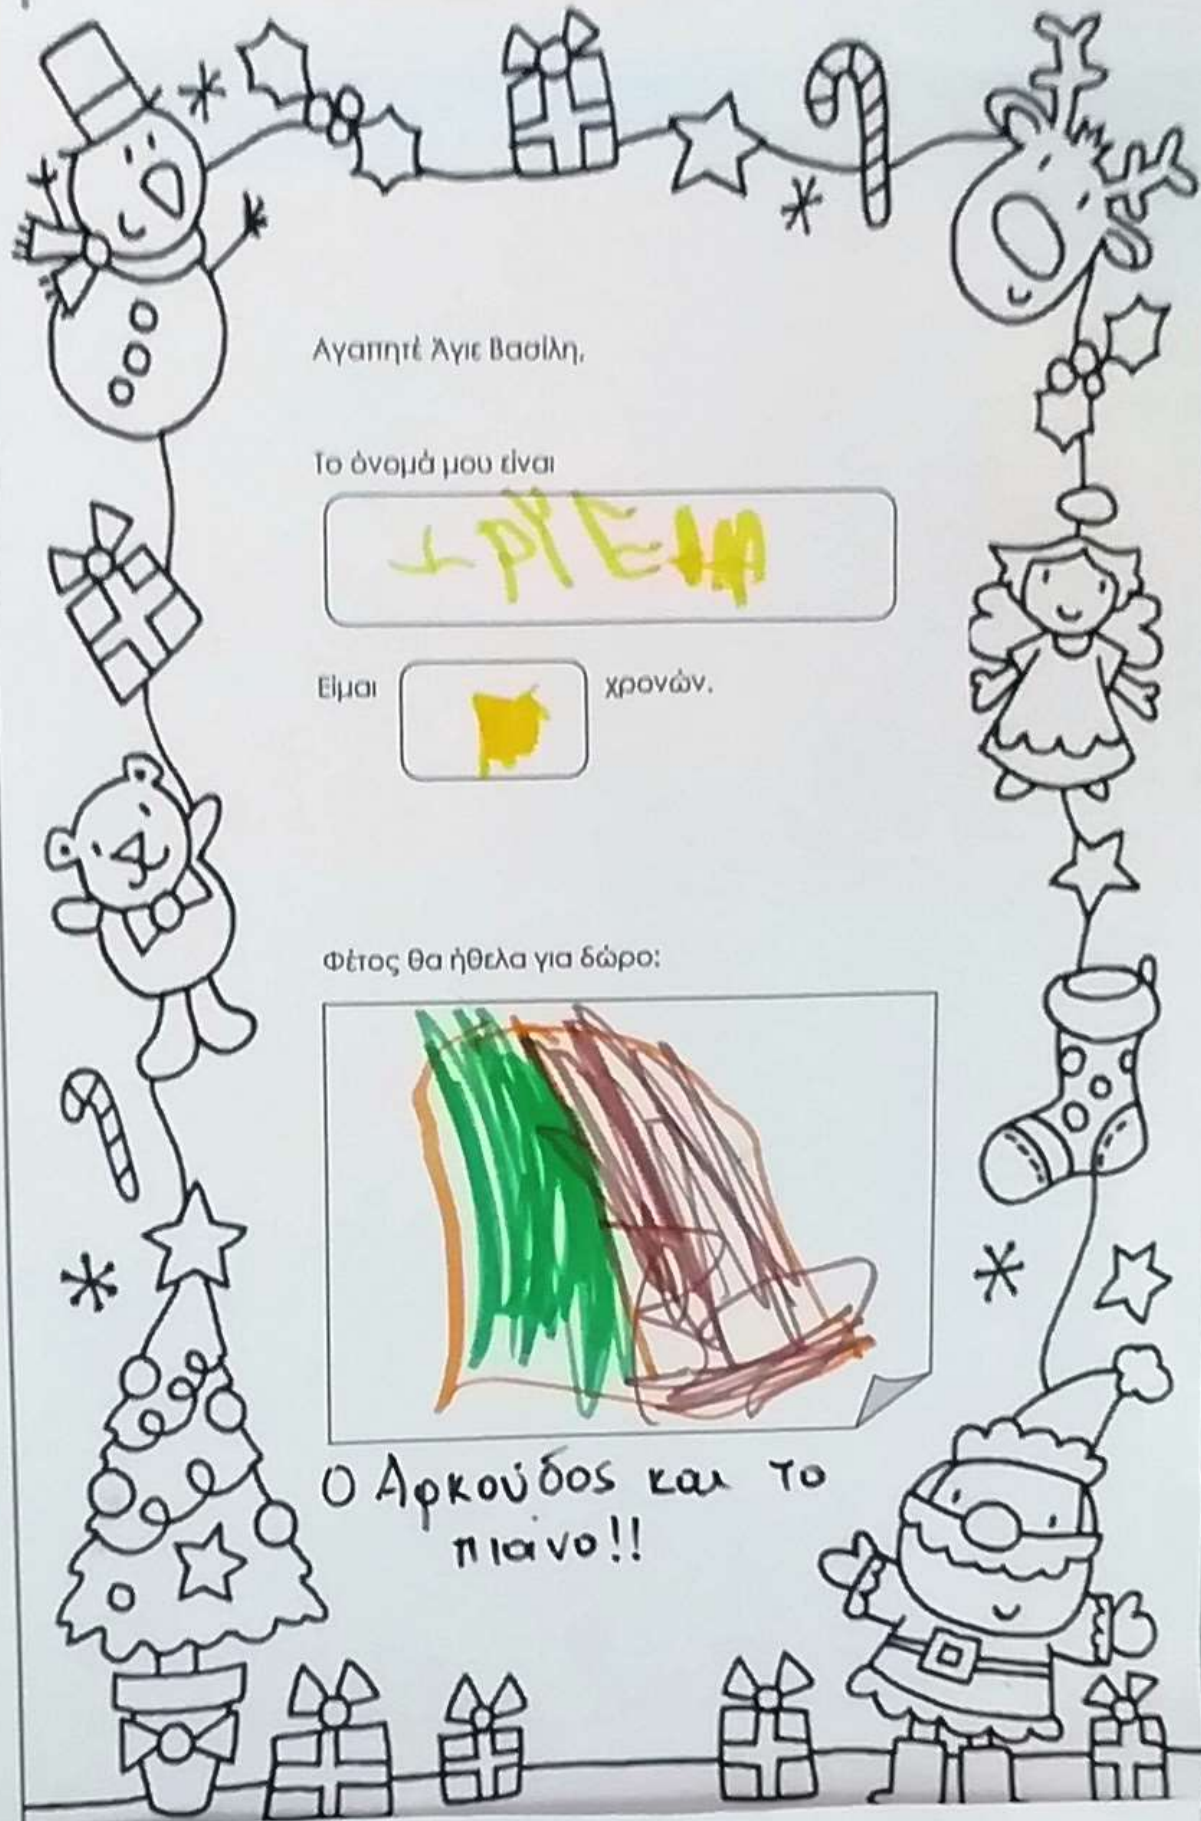 Αγαπητέ Άγιε Βασίλη,
Το όνομά μου είναι
Είμαι χρονών.
Φέτος θα ήθελα για δώρο:
Ο Αρκούδος και το
πιάνο!!